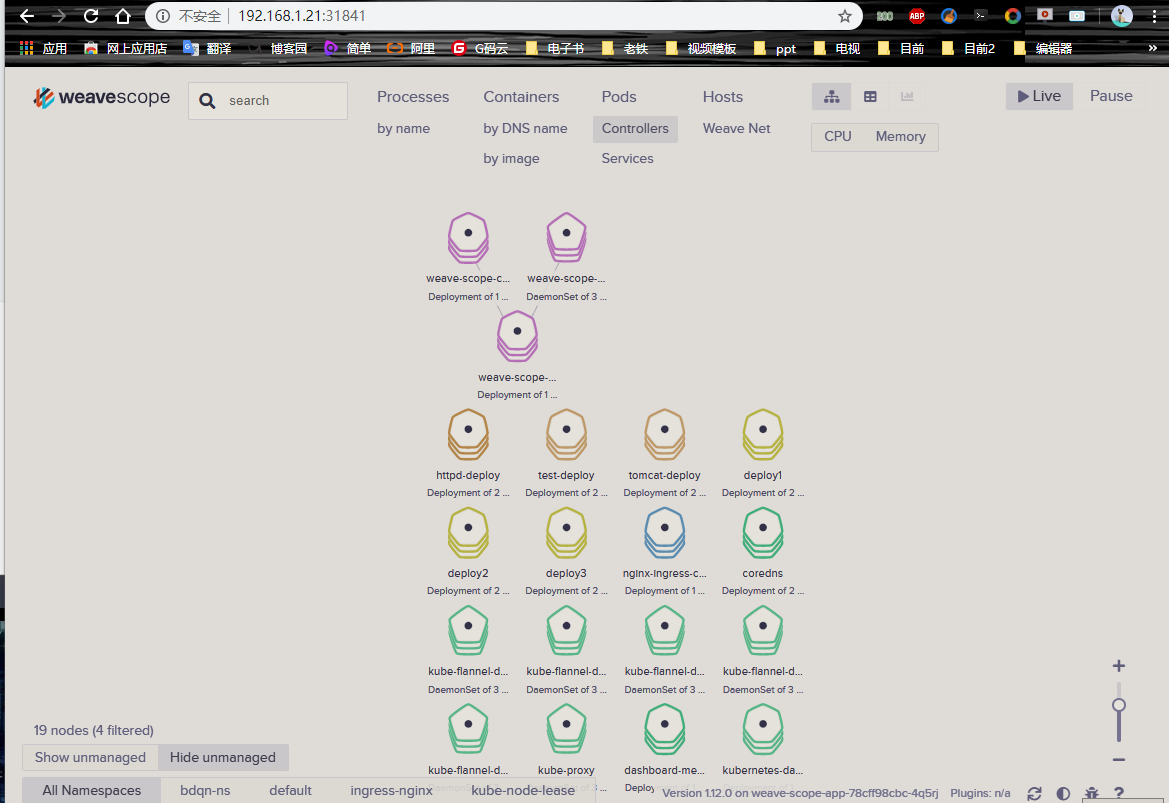 不安全 192.168.1.21:31841
ABP
应用 网上应用店 翻译 博客园 简单 阿里 G码云 电子书 老铁 视频模板 ppt 电视 目前 目前2 编辑器 »
weavescope search Processes Containers Pods Hosts Live Pause
by name by DNS name Controllers Weave Net CPU Memory
by image Services
weave-scope-c... weave-scope-...
Deployment of 1 ... DaemonSet of 3 ...
weave-scope-...
Deployment of 1 ...
httpd-deploy test-deploy tomcat-deploy deploy1
Deployment of 2 ... Deployment of 2 ... Deployment of 2 ... Deployment of 2 ...
deploy2 deploy3 nginx-ingress-c... coredns
Deployment of 2 ... Deployment of 2 ... Deployment of 1 ... Deployment of 2 ...
kube-flannel-d... kube-flannel-d... kube-flannel-d... kube-flannel-d...
DaemonSet of 3 ... DaemonSet of 3 ... DaemonSet of 3 ... DaemonSet of 3 ...
kube-flannel-d... kube-proxy dashboard-me... kubernetes-da...
19 nodes (4 filtered)
Show unmanaged Hide unmanaged
All Namespaces bdqn-ns default ingress-nginx kube-node-lease
Version 1.12.0 on weave-scope-app-78cff98cbc-4q5rj Plugins: n/a